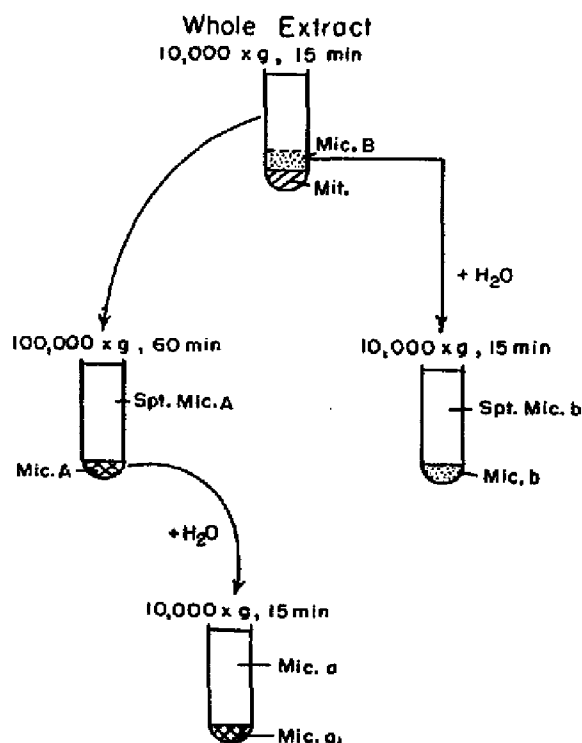 Whole Extract
10,000 x g, 15 min
Mic. B
Mit.
+ H₂O
100,000 x g, 60 min
10,000 x g, 15 min
Spt. Mic. A
Spt. Mic. b
Mic. A
Mic. b
+ H₂O
10,000 x g, 15 min
Mic. a
Mic. a₁